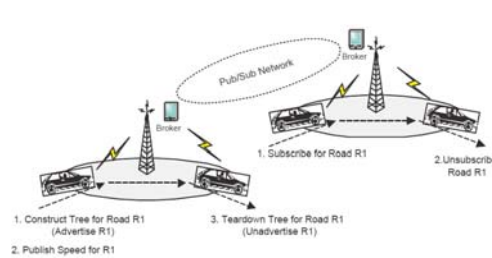 Pub/Sub Network
Broker
Broker
1. Subscribe for Road R1
2.Unsubscrib
Road R1
1. Construct Tree for Road R1
(Advertise R1)
3. Teardown Tree for Road R1
(Unadvertise R1)
2. Publish Speed for R1